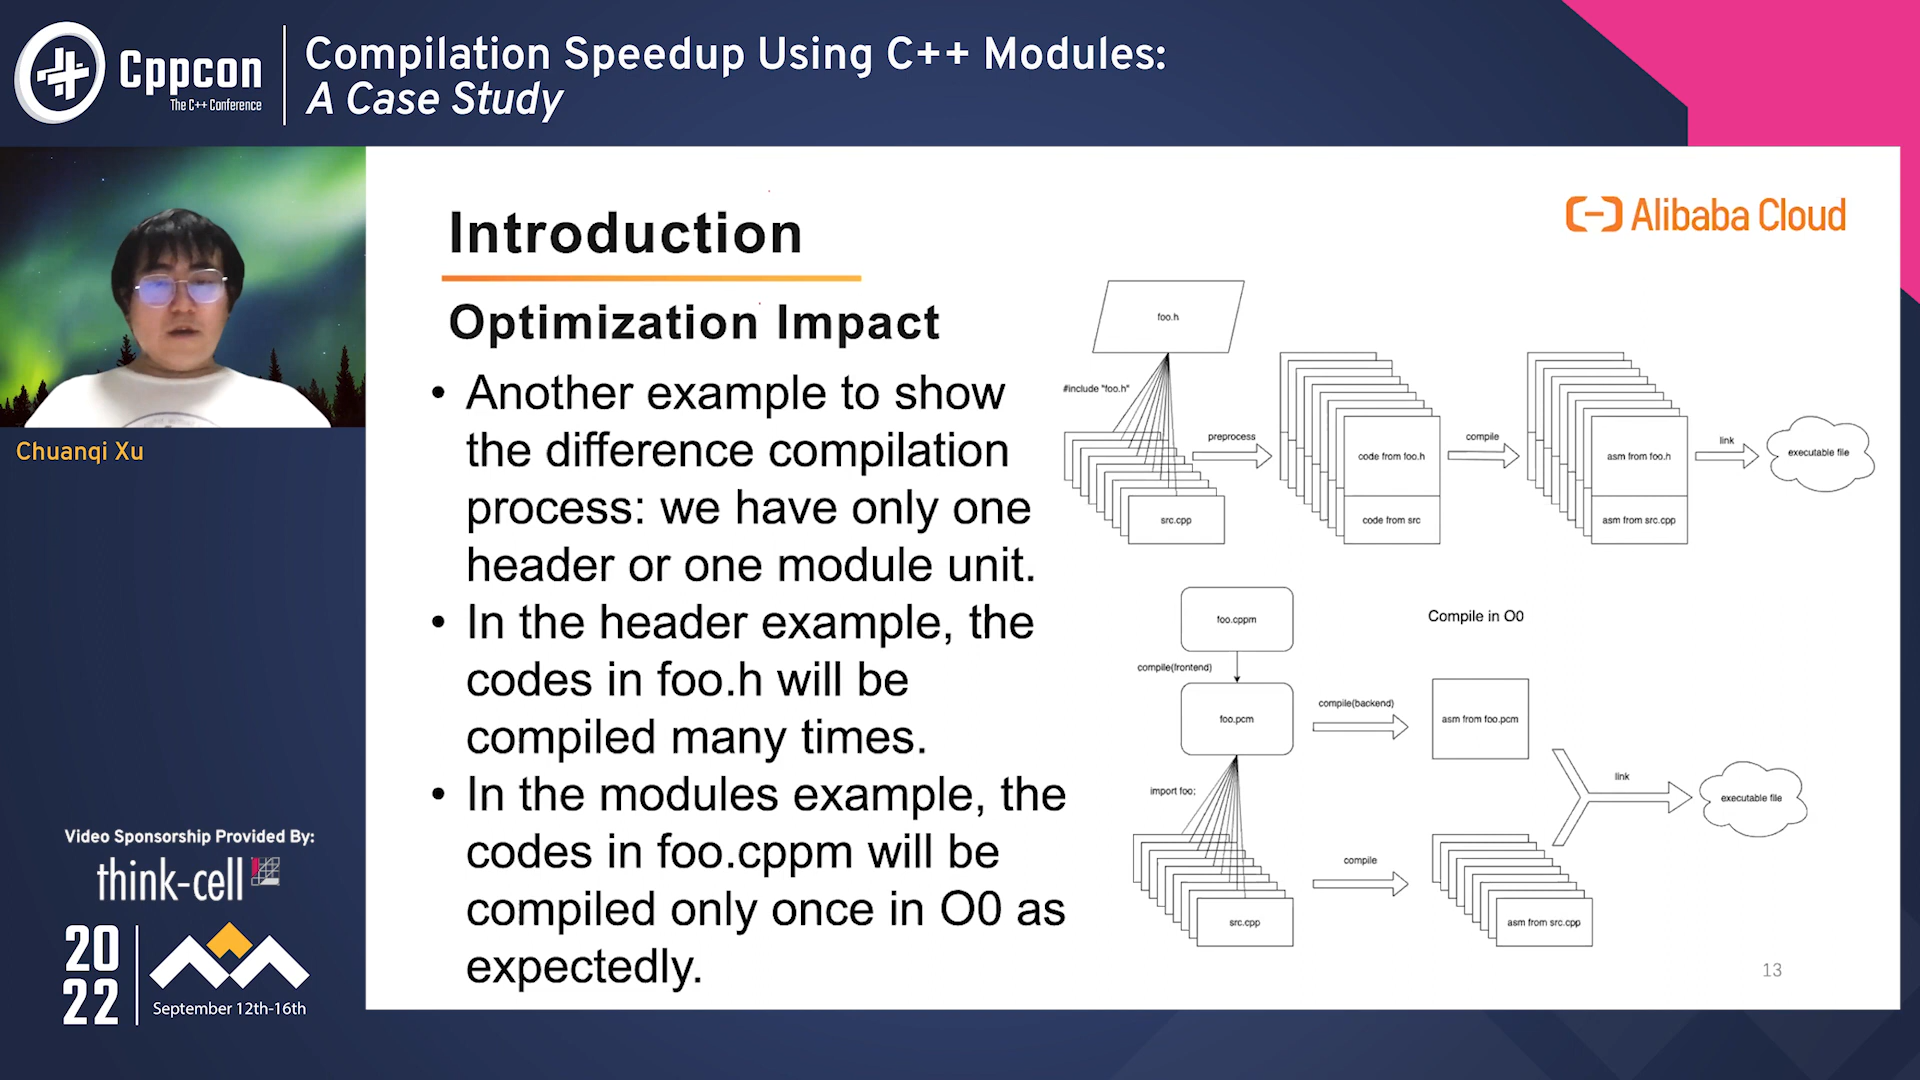 Cppcon
The C++ Conference
Compilation Speedup Using C++ Modules:
A Case Study
Chuanqi Xu
Video Sponsorship Provided By:
think-cell
20
22
September 12th-16th
Alibaba Cloud
Introduction
Optimization Impact
• Another example to show
the difference compilation
process: we have only one
header or one module unit.
• In the header example, the
codes in foo.h will be
compiled many times.
• In the modules example, the
codes in foo.cppm will be
compiled only once in O0 as
expectedly.
foo.h
#include "foo.h"
src.cpp
preprocess
code from foo.h
code from src
compile
asm from foo.h
asm from src.cpp
link
executable file
foo.cppm
Compile in O0
compile(frontend)
foo.pcm
compile(backend)
asm from foo.pcm
import foo;
src.cpp
compile
asm from src.cpp
link
executable file
13